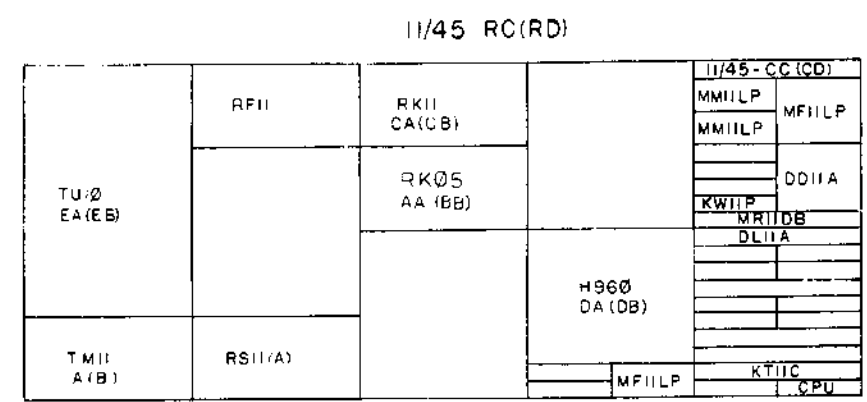 11/45 RC(RD)
11/45-CC (CD)
RF11
RK11
CA(CB)
MM11LP
MF11LP
MM11LP
TU10
EA(EB)
RK05
AA (BB)
DD11A
KW11P
MR11DB
DL11A
H960
DA(DB)
TM11
A(B)
RS11(A)
MF11LP
KT11C
CPU